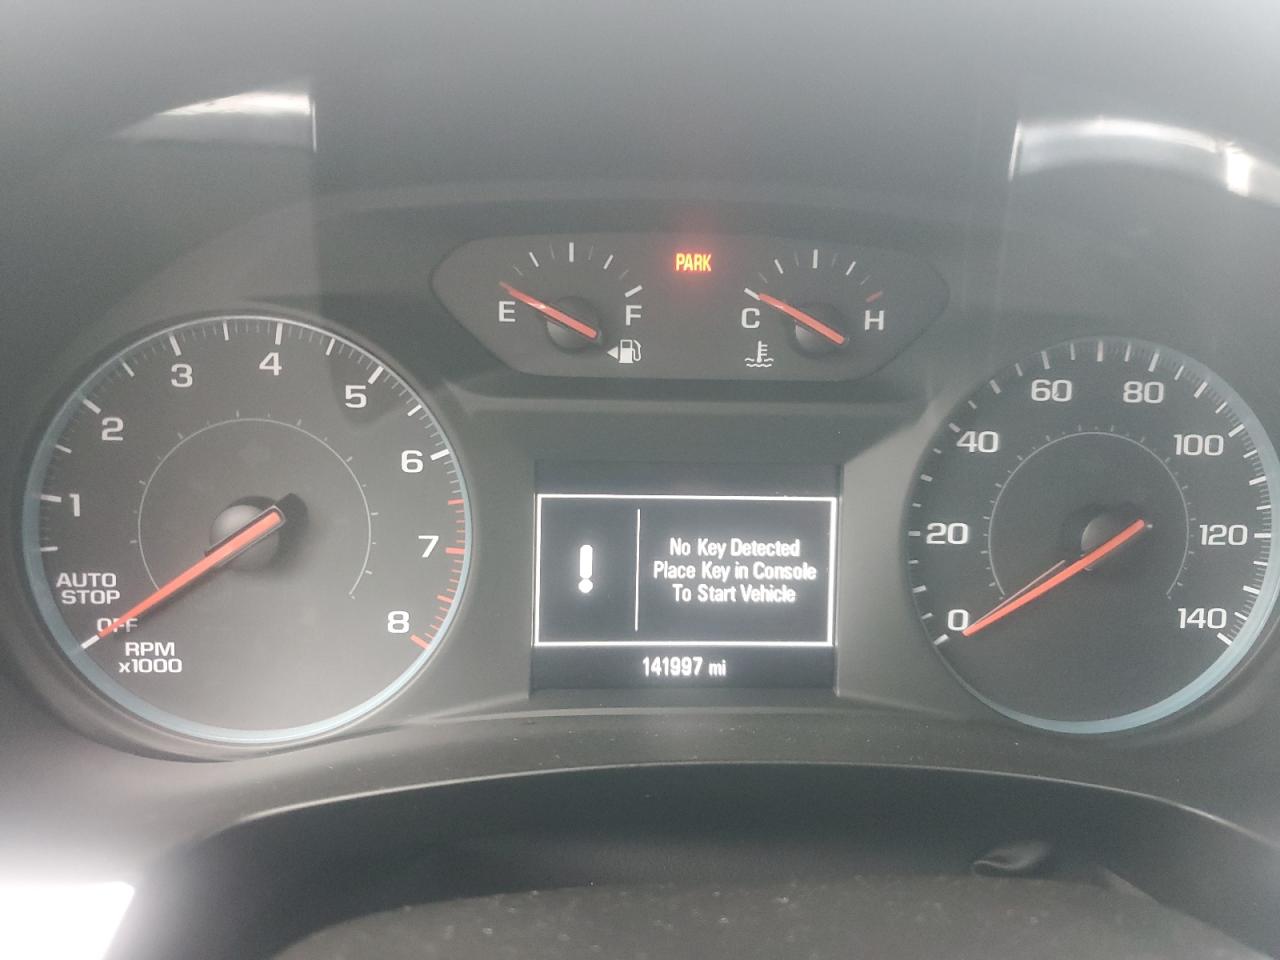 PARK
E
F
C
H
1
2
3
4
5
6
7
8
AUTO
STOP
OFF
RPM
x1000
No Key Detected
Place Key in Console
To Start Vehicle
141997 mi
0
20
40
60
80
100
120
140